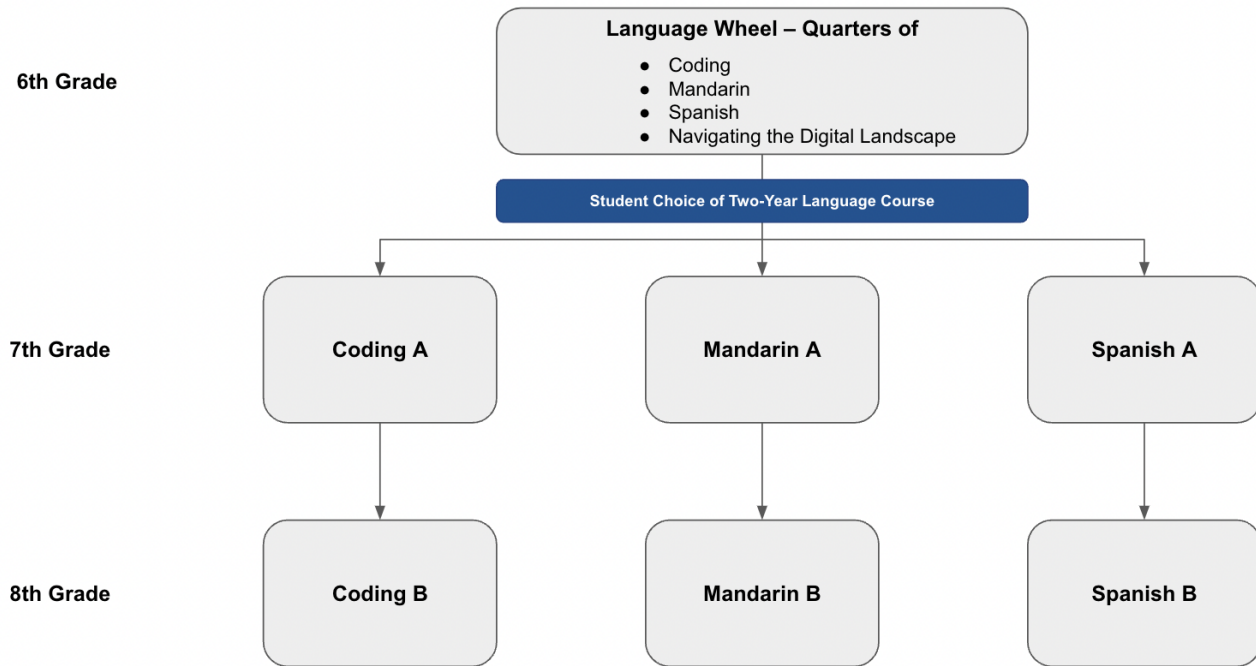 Language Wheel – Quarters of
● Coding
● Mandarin
● Spanish
● Navigating the Digital Landscape
6th Grade
Student Choice of Two-Year Language Course
7th Grade
Coding A
Mandarin A
Spanish A
8th Grade
Coding B
Mandarin B
Spanish B